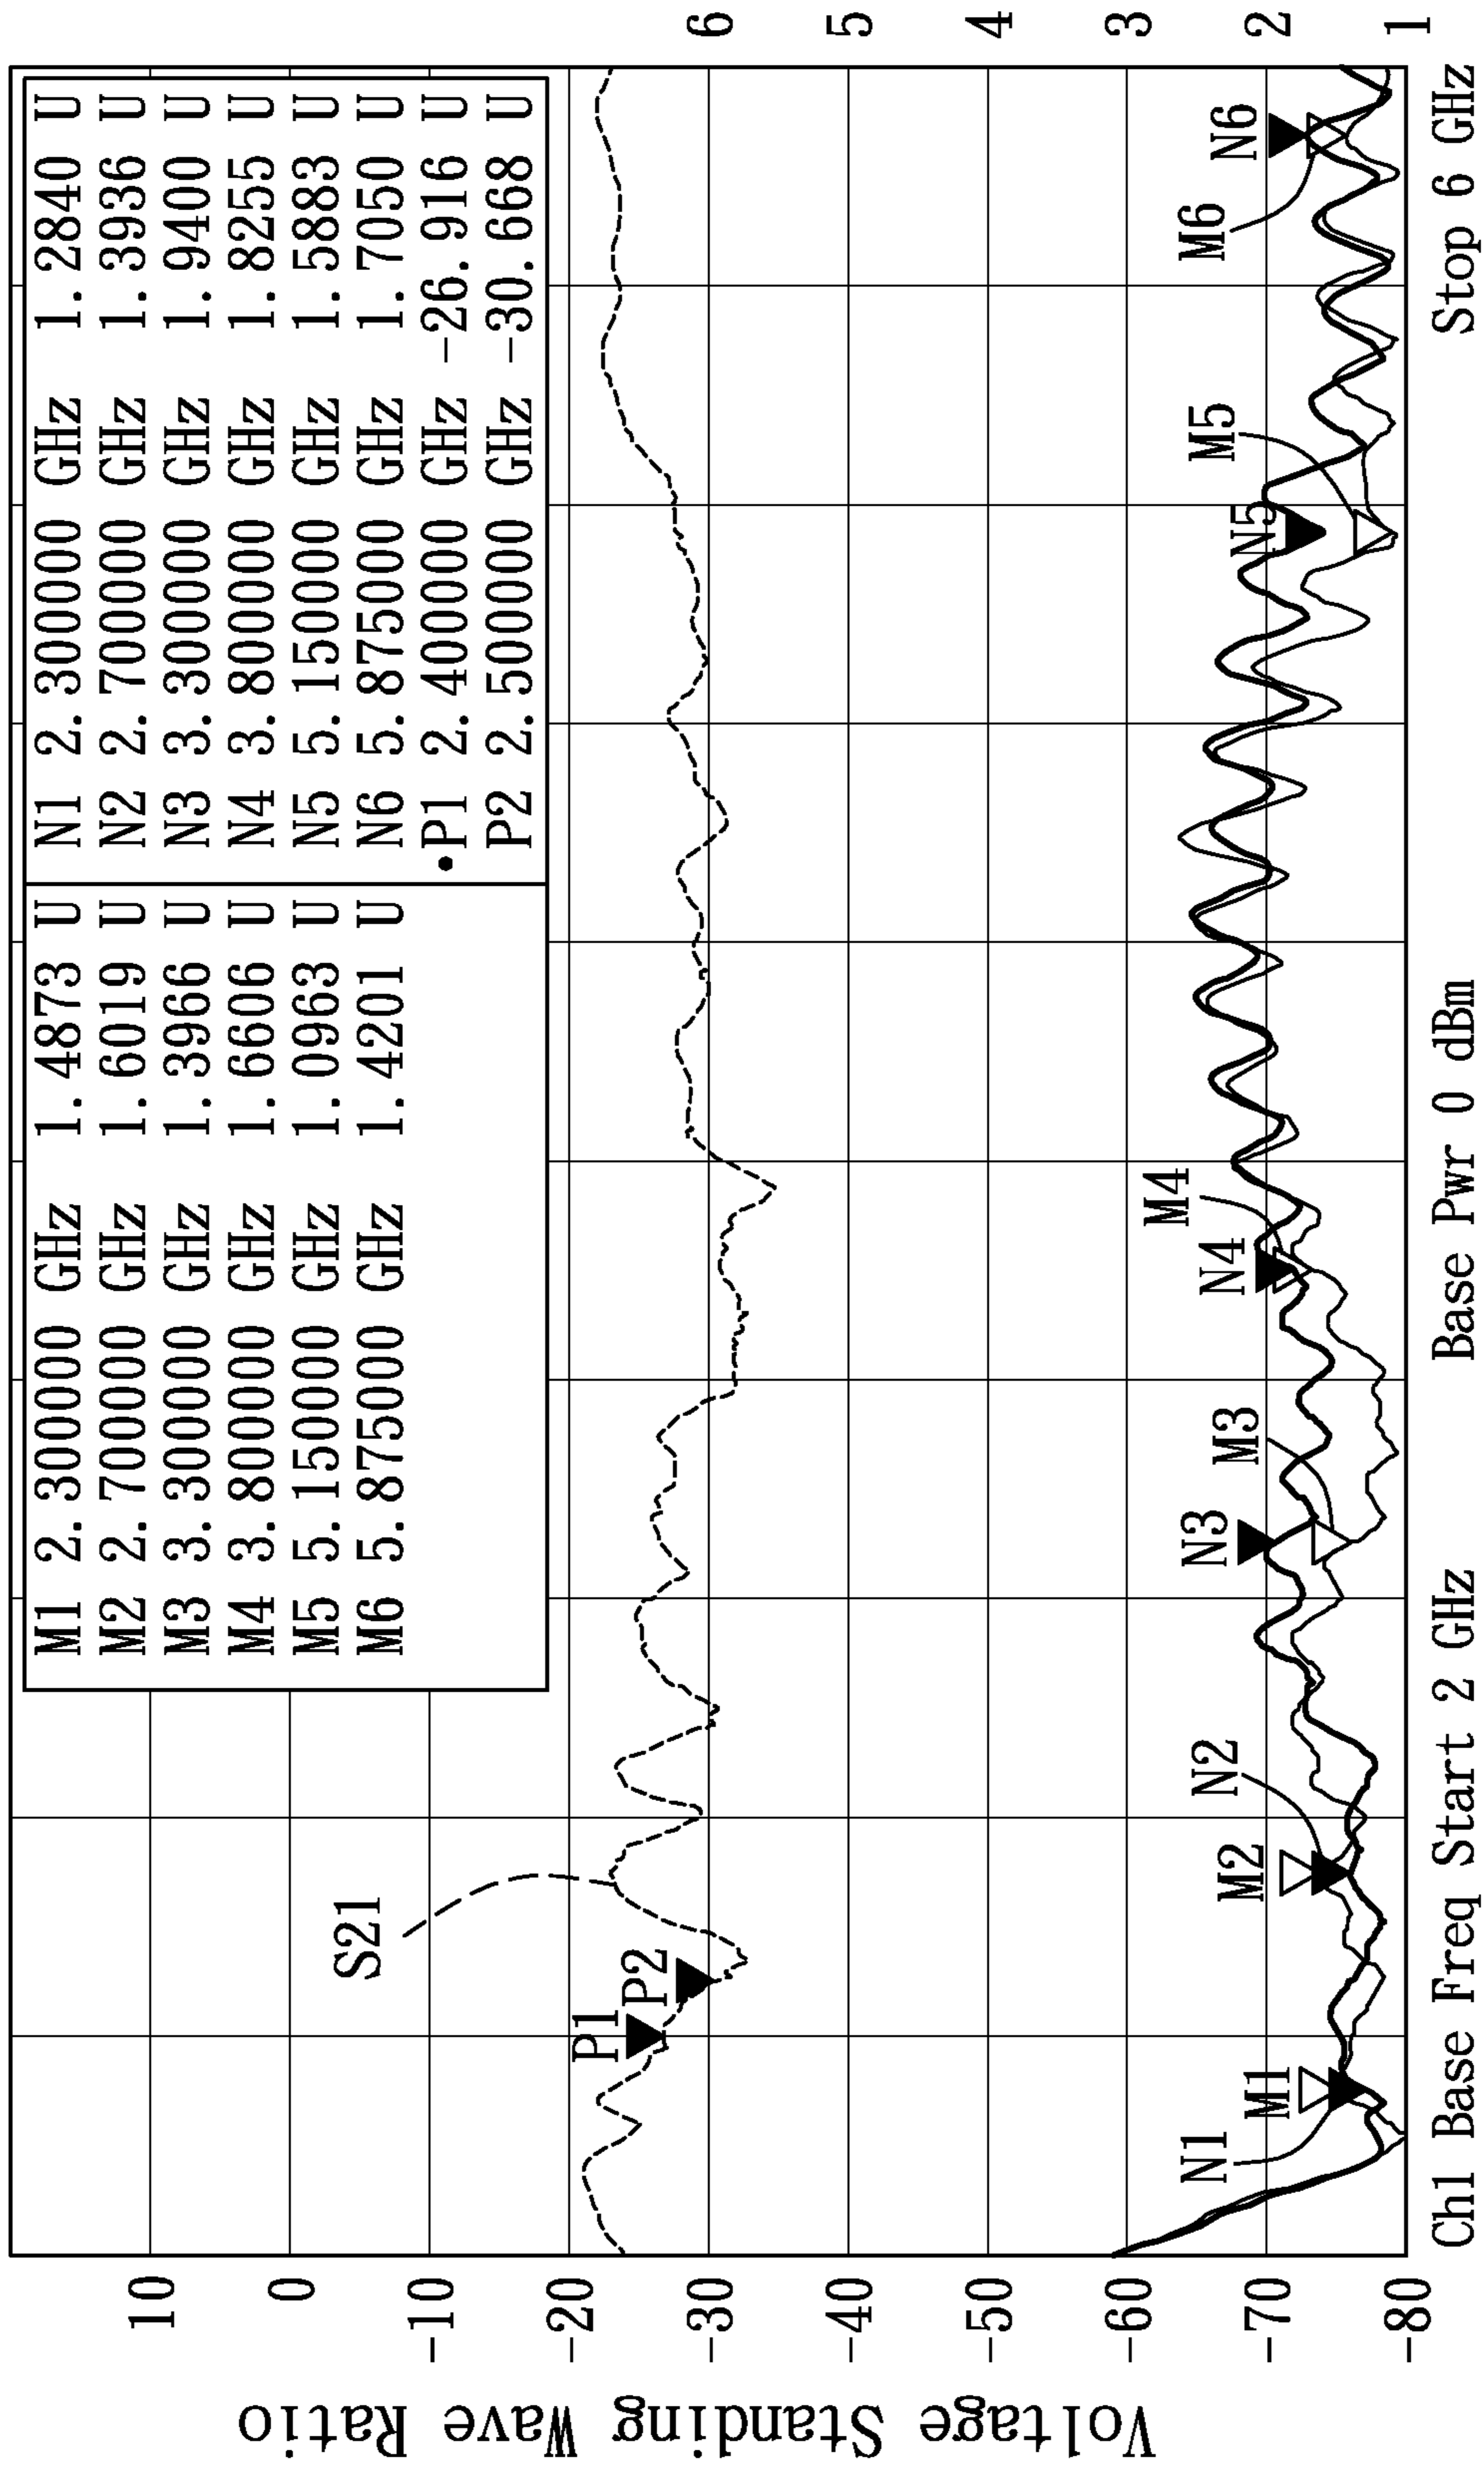 Voltage Standing Wave Ratio
10
0
-10
-20
-30
-40
-50
-60
-70
-80
6
5
4
3
2
1
M1 2.300000 GHz 1.4873 U
M2 2.700000 GHz 1.6019 U
M3 3.300000 GHz 1.3966 U
M4 3.800000 GHz 1.6606 U
M5 5.150000 GHz 1.0963 U
M6 5.875000 GHz 1.4201 U
N1 2.300000 GHz 1.2840 U
N2 2.700000 GHz 1.3936 U
N3 3.300000 GHz 1.9400 U
N4 3.800000 GHz 1.8255 U
N5 5.150000 GHz 1.5883 U
N6 5.875000 GHz 1.7050 U
•P1 2.400000 GHz -26.916 U
P2 2.500000 GHz -30.668 U
S21
P1
P2
N1
M1
M2
N2
N3
M3
N4
M4
N5
M5
M6
N6
Ch1 Base Freq Start 2 GHz Base Pwr 0 dBm Stop 6 GHz